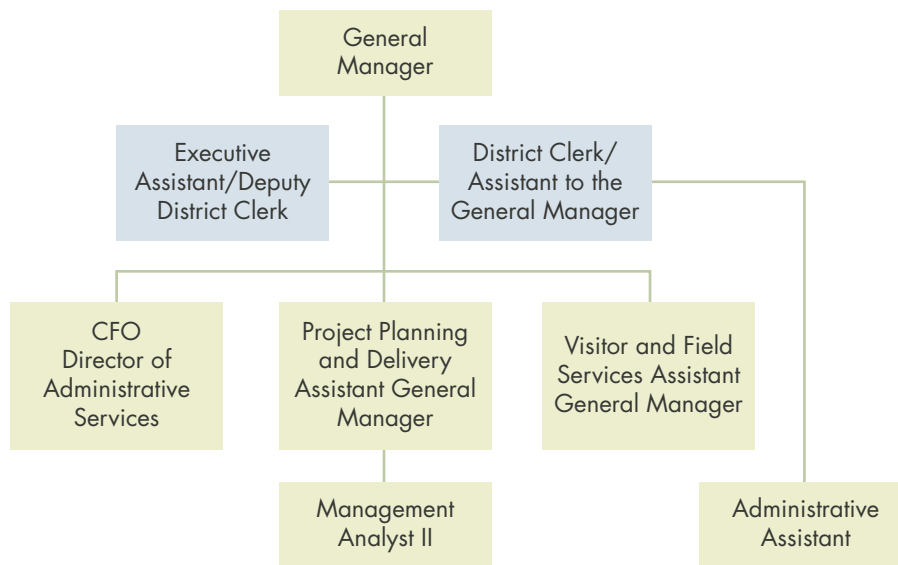 General
Manager
Executive
Assistant/Deputy
District Clerk
District Clerk/
Assistant to the
General Manager
CFO
Director of
Administrative
Services
Project Planning
and Delivery
Assistant General
Manager
Visitor and Field
Services Assistant
General Manager
Management
Analyst II
Administrative
Assistant